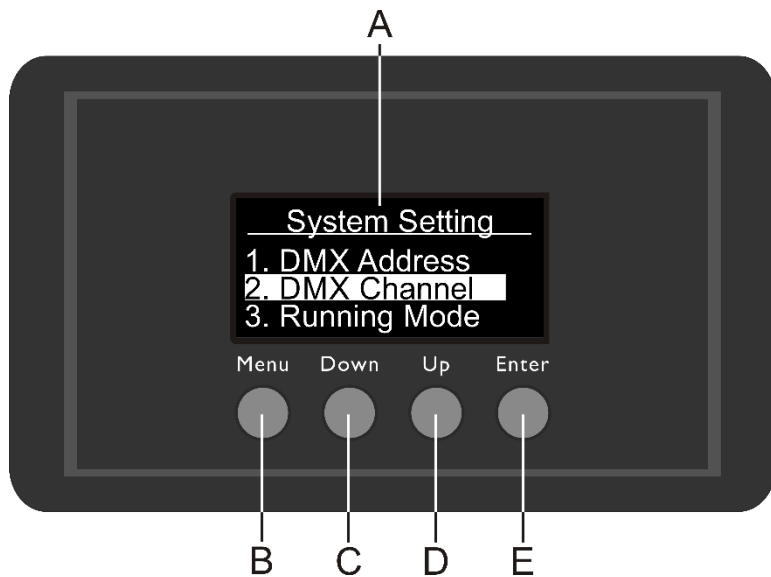 A
System Setting
1. DMX Address
2. DMX Channel
3. Running Mode
Menu Down Up Enter
B C D E